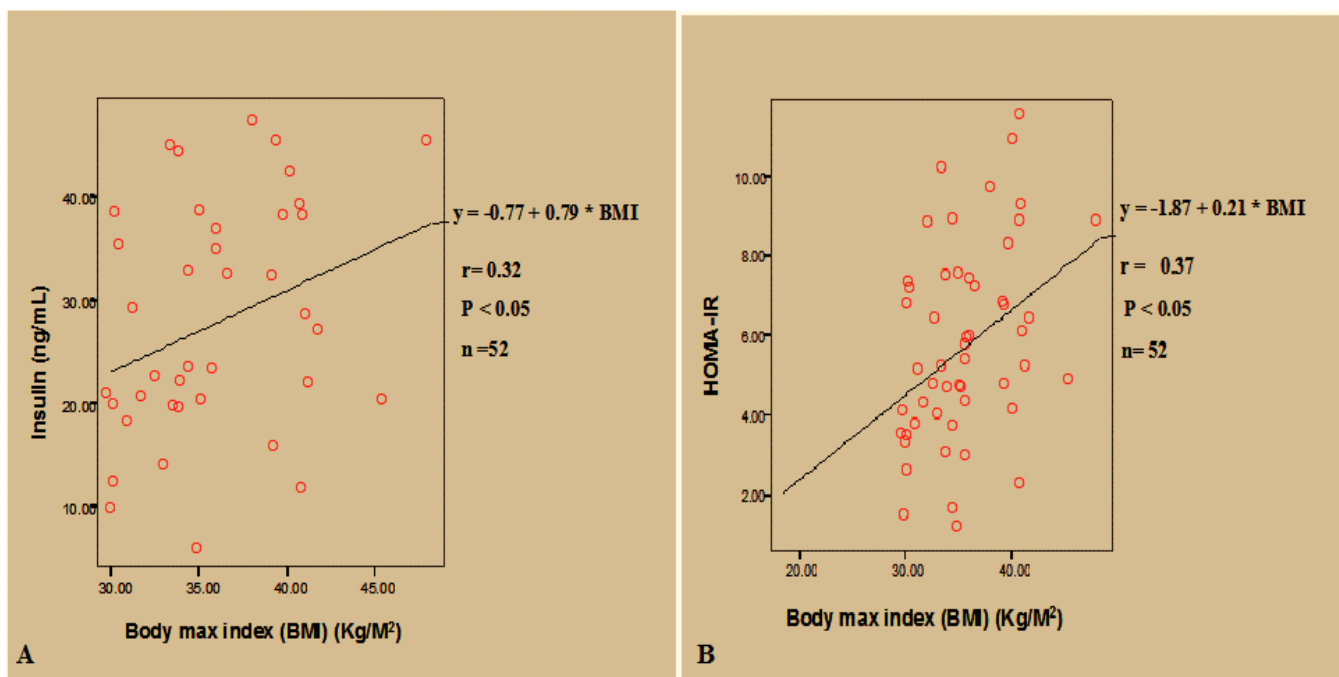 40.00
30.00
20.00
10.00
Insulin (ng/mL)
30.00 35.00 40.00 45.00
Body max index (BMI) (Kg/M²)
y = -0.77 + 0.79 * BMI
r= 0.32
P < 0.05
n =52
A
10.00
8.00
6.00
4.00
2.00
HOMA-IR
20.00 30.00 40.00
Body max index (BMI) (Kg/M²)
y = -1.87 + 0.21 * BMI
r = 0.37
P < 0.05
n= 52
B